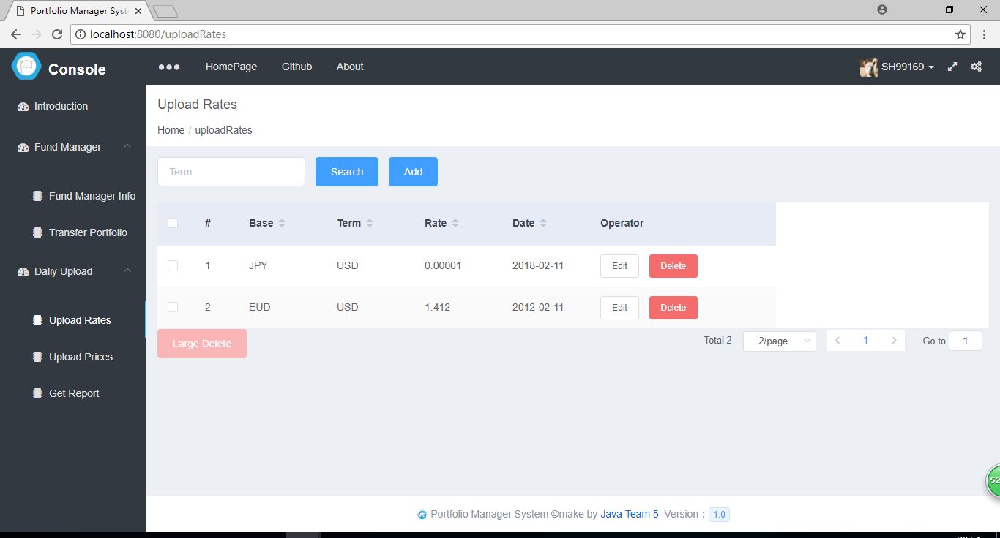 Portfolio Manager Syst
localhost:8080/uploadRates
Console
HomePage Github About
SH99169
Introduction
Fund Manager
Fund Manager Info
Transfer Portfolio
Daliy Upload
Upload Rates
Upload Prices
Get Report
Upload Rates
Home / uploadRates
Term Search Add
# Base Term Rate Date Operator
1 JPY USD 0.00001 2018-02-11 Edit Delete
2 EUD USD 1.412 2012-02-11 Edit Delete
Large Delete
Total 2 2/page 1 Go to 1
52
Portfolio Manager System ©make by Java Team 5 Version : 1.0